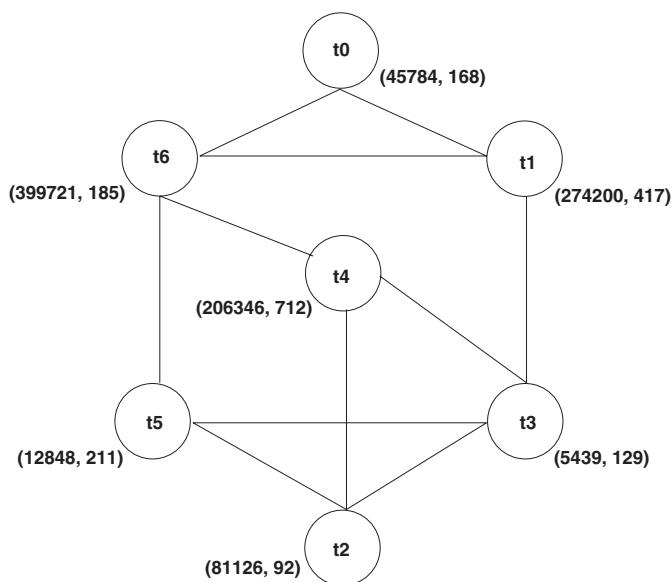 t0
(45784, 168)
t6
t1
(399721, 185)
(274200, 417)
t4
(206346, 712)
t5
t3
(12848, 211)
(5439, 129)
t2
(81126, 92)